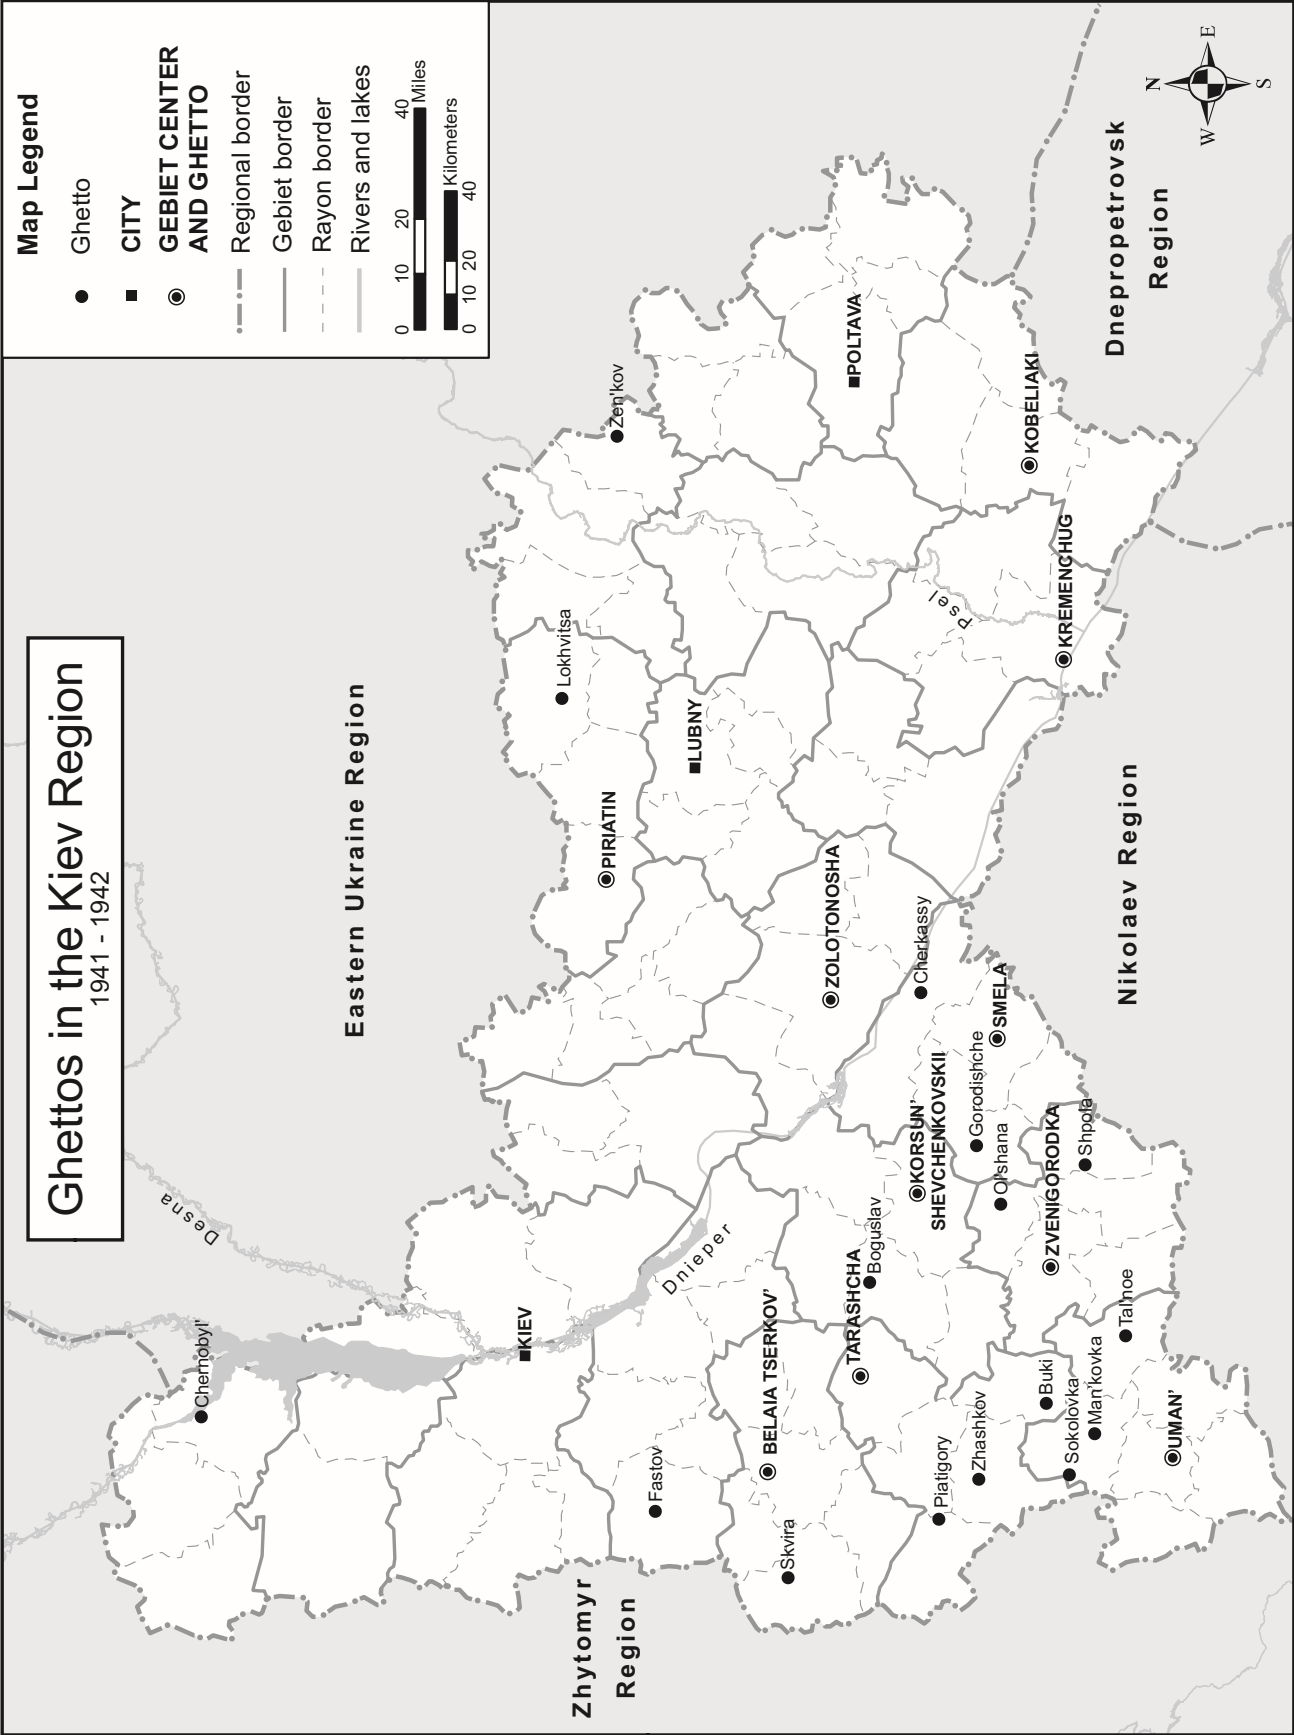 Ghettos in the Kiev Region
1941 - 1942
Map Legend
Ghetto
CITY
GEBIET CENTER
AND GHETTO
Regional border
Gebiet border
Rayon border
Rivers and lakes
0 10 20 40
Miles
Kilometers
0 10 20 40
Eastern Ukraine Region
Desna
Chernobyl'
KIEV
Dnieper
Zhytomyr
Region
Fastov
Skvira
BELAIA TSERKOV'
TARASHCHA
Boguslav
Piatigory
Zhashkov
Buki
Sokolovka
Man'kovka
Tal'noe
UMAN'
KORSUN'
SHEVCHENKOVSKII
Gorodishche
Ol'shana
ZVENIGORODKA
Shpola
SMELA
Cherkassy
ZOLOTONOSHA
PIRIATIN
LUBNY
Lokhvitsa
Zen'kov
POLTAVA
KOBELIAKI
KREMENCHUG
Psel
Nikolaev Region
Dnepropetrovsk
Region
N
W
E
S